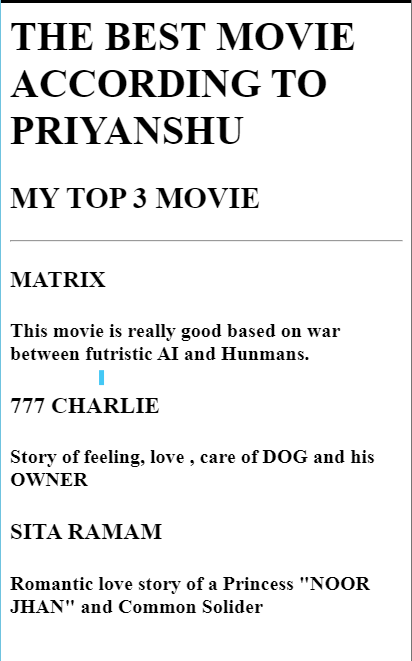 THE BEST MOVIE
ACCORDING TO
PRIYANSHU
MY TOP 3 MOVIE
MATRIX
This movie is really good based on war
between futristic AI and Hunmans.
777 CHARLIE
Story of feeling, love , care of DOG and his
OWNER
SITA RAMAM
Romantic love story of a Princess "NOOR
JHAN" and Common Solider